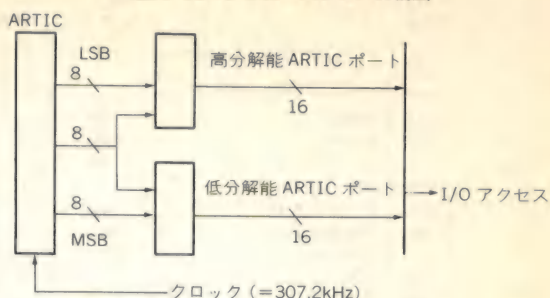 ARTIC
LSB
8
高分解能 ARTIC ポート
16
8
低分解能 ARTIC ポート
I/O アクセス
8
MSB
16
クロック (=307.2kHz)